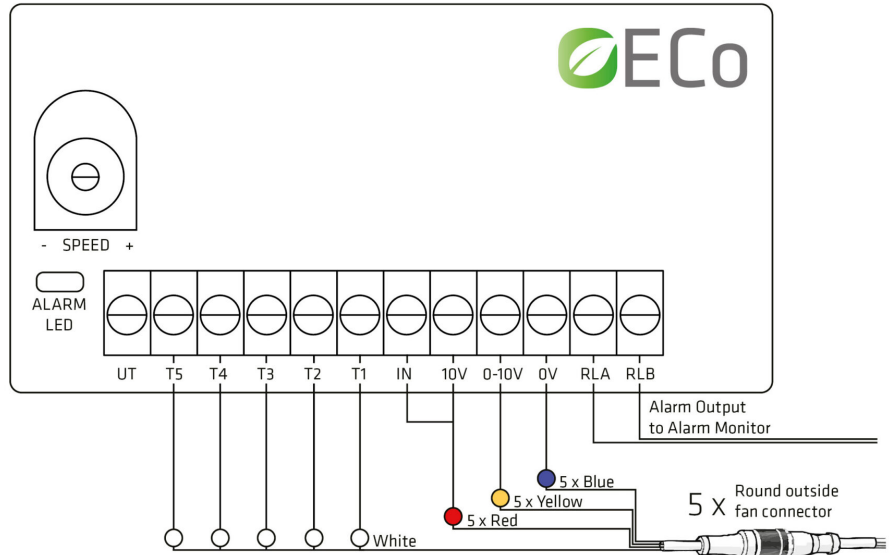 ECo
- SPEED +
ALARM
LED
UT T5 T4 T3 T2 T1 IN 10V 0-10V 0V RLA RLB
Alarm Output
to Alarm Monitor
5 x Blue
5 x Yellow
5 x Red
White
5 x Round outside
fan connector